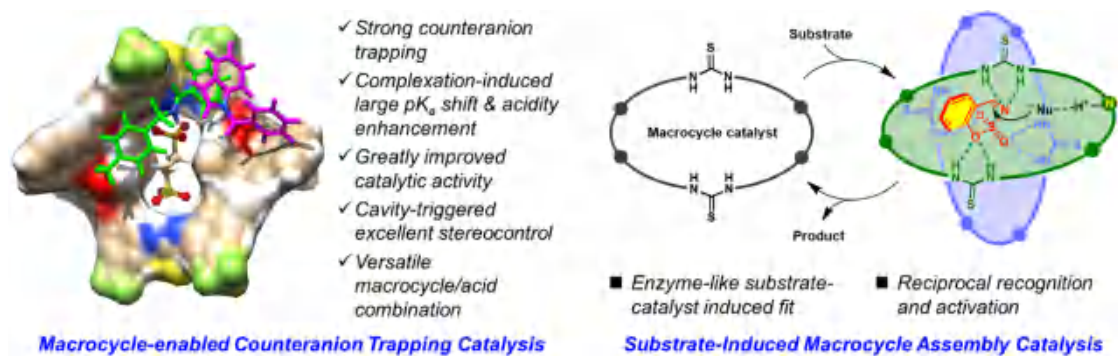 ✓ Strong counteranion
trapping
✓ Complexation-induced
large pKa shift & acidity
enhancement
✓ Greatly improved
catalytic activity
✓ Cavity-triggered
excellent stereocontrol
✓ Versatile
macrocycle/acid
combination
Macrocycle-enabled Counteranion Trapping Catalysis
S
N N
H H
Macrocycle catalyst
H H
N N
S
Substrate
Product
S
N N
H H
N
Nu
H+
O
S
O
H H
N N
S
■ Enzyme-like substrate-
catalyst induced fit
■ Reciprocal recognition
and activation
Substrate-Induced Macrocycle Assembly Catalysis